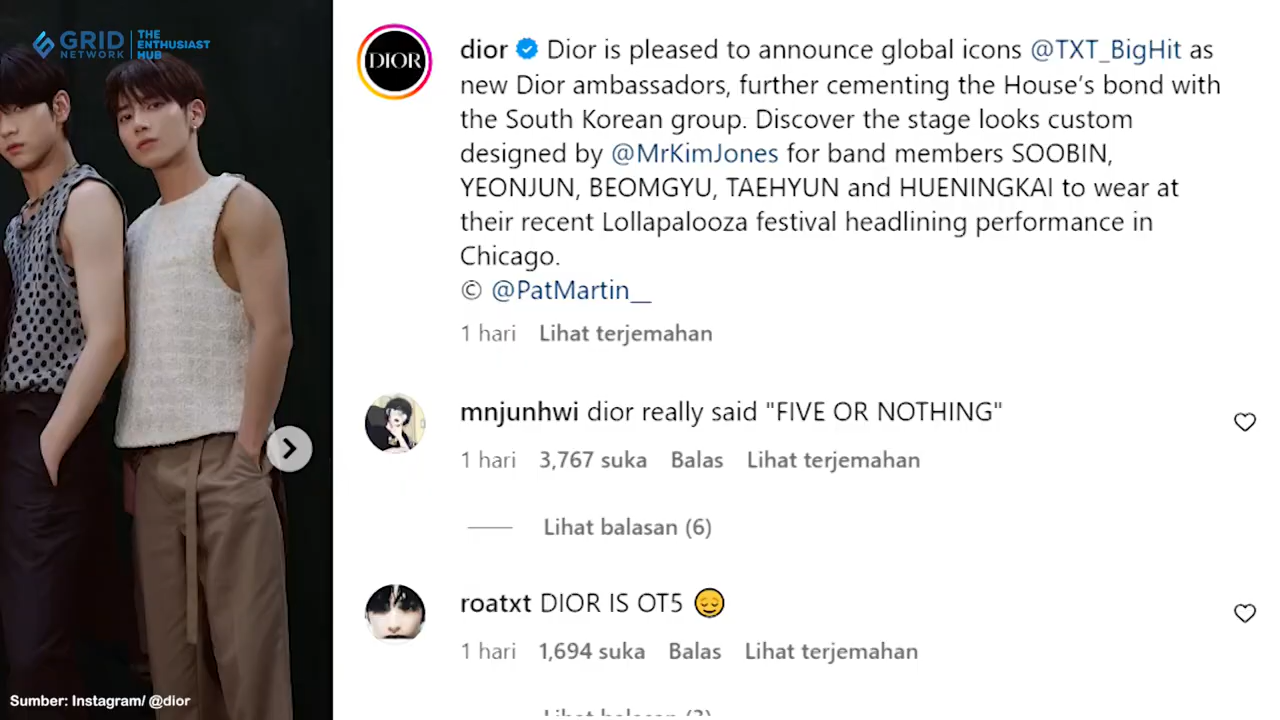 GRID
NETWORK
THE
ENTHUSIAST
HUB
DIOR
dior Dior is pleased to announce global icons @TXT_BigHit as
new Dior ambassadors, further cementing the House's bond with
the South Korean group. Discover the stage looks custom
designed by @MrKimJones for band members SOOBIN,
YEONJUN, BEOMGYU, TAEHYUN and HUENINGKAI to wear at
their recent Lollapalooza festival headlining performance in
Chicago.
© @PatMartin__
1 hari Lihat terjemahan
mnjunhwi dior really said "FIVE OR NOTHING"
1 hari 3,767 suka Balas Lihat terjemahan
Lihat balasan (6)
roatxt DIOR IS OT5 😌
1 hari 1,694 suka Balas Lihat terjemahan
Lihat balasan
Sumber: Instagram/ @dior